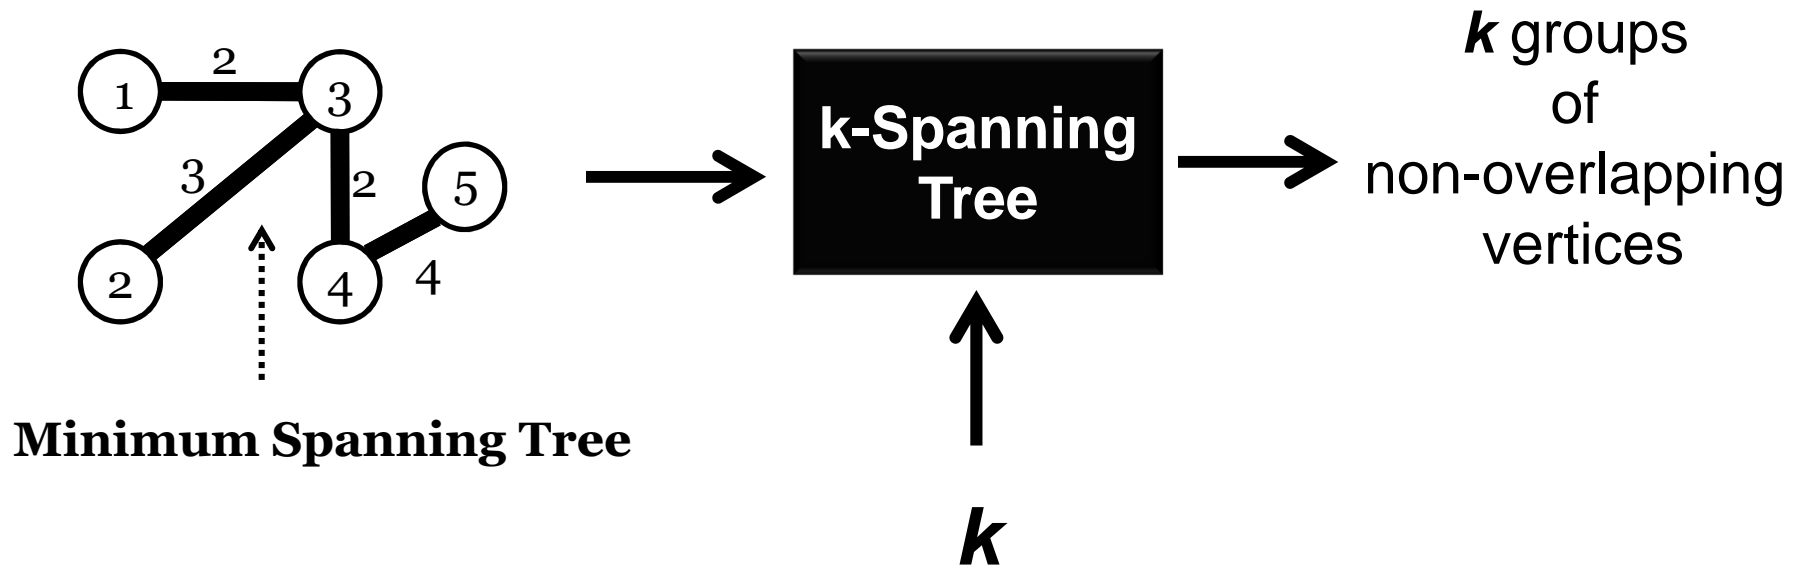 2
1
3
3
2
5
2
4
4
Minimum Spanning Tree
k-Spanning
Tree
k
k groups
of
non-overlapping
vertices